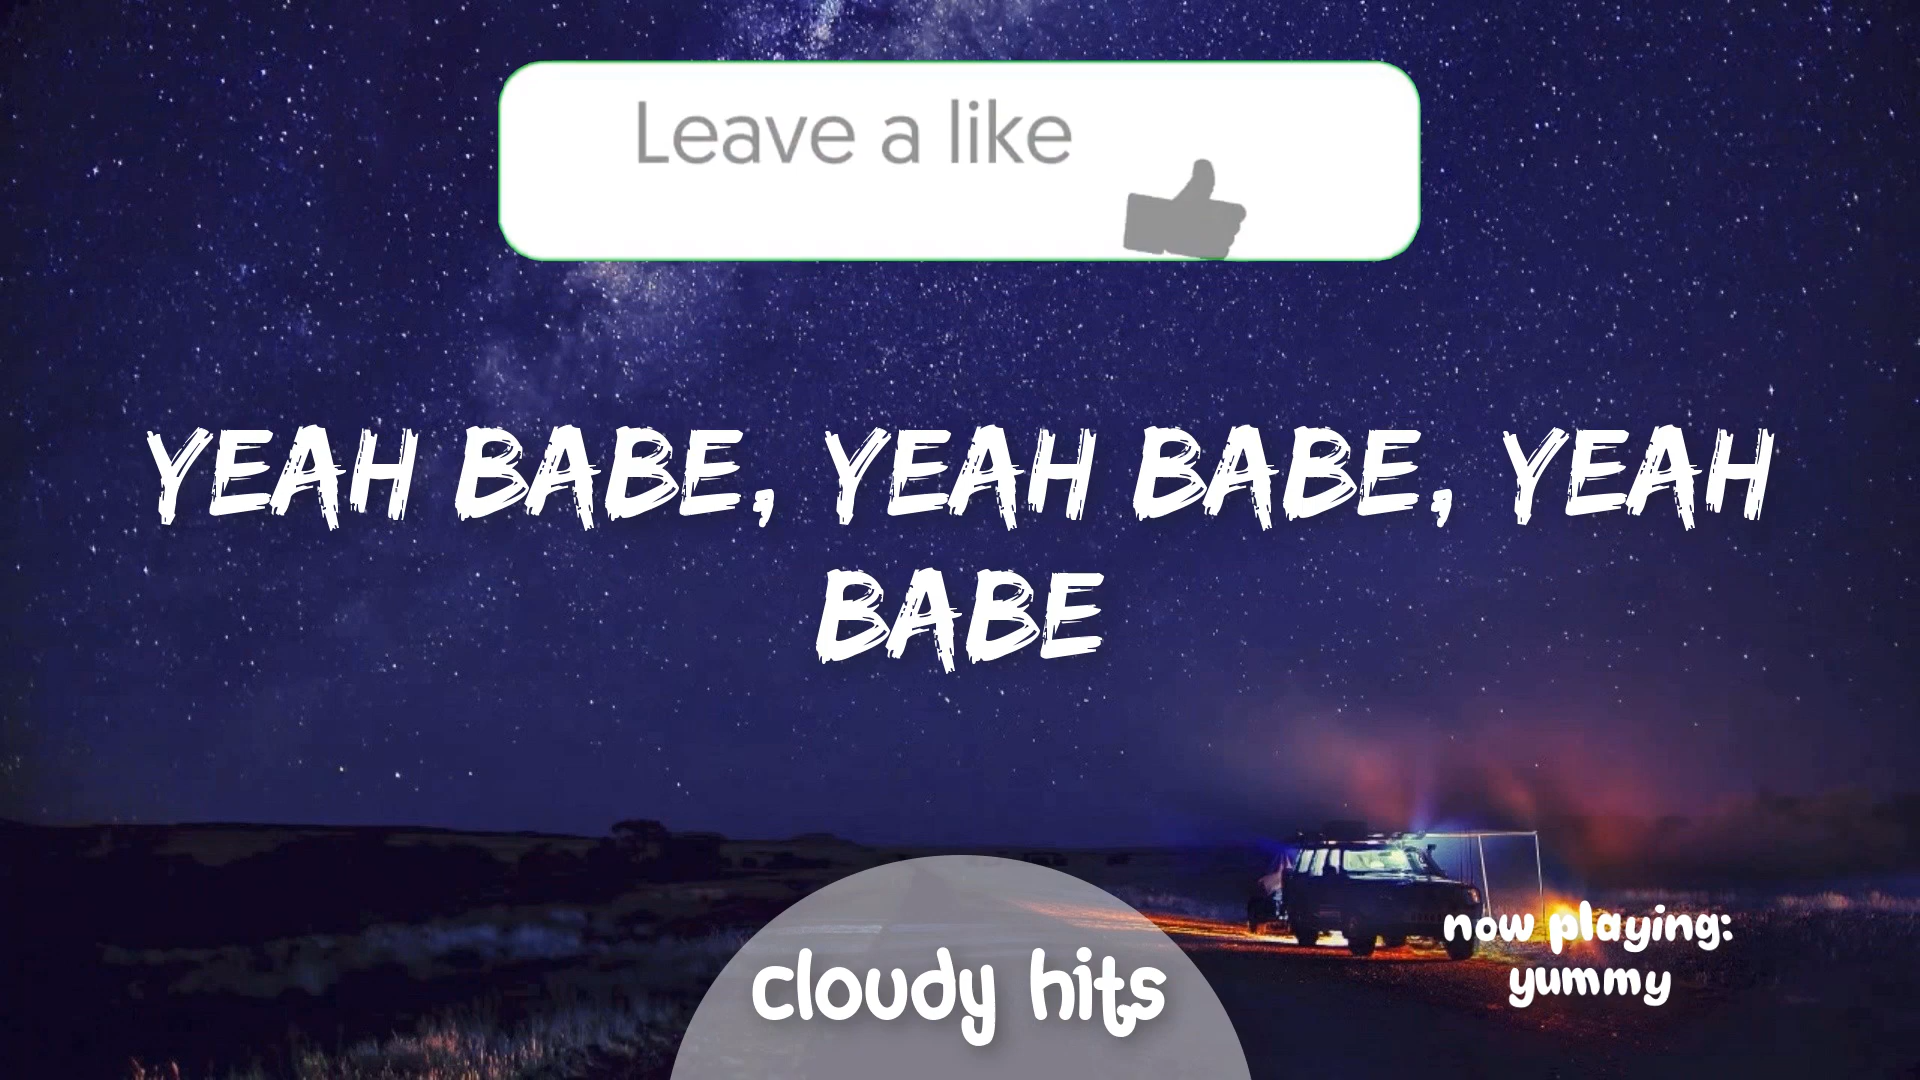 Leave a like
YEAH BABE, YEAH BABE, YEAH
BABE
cloudy hits
now playing:
yummy